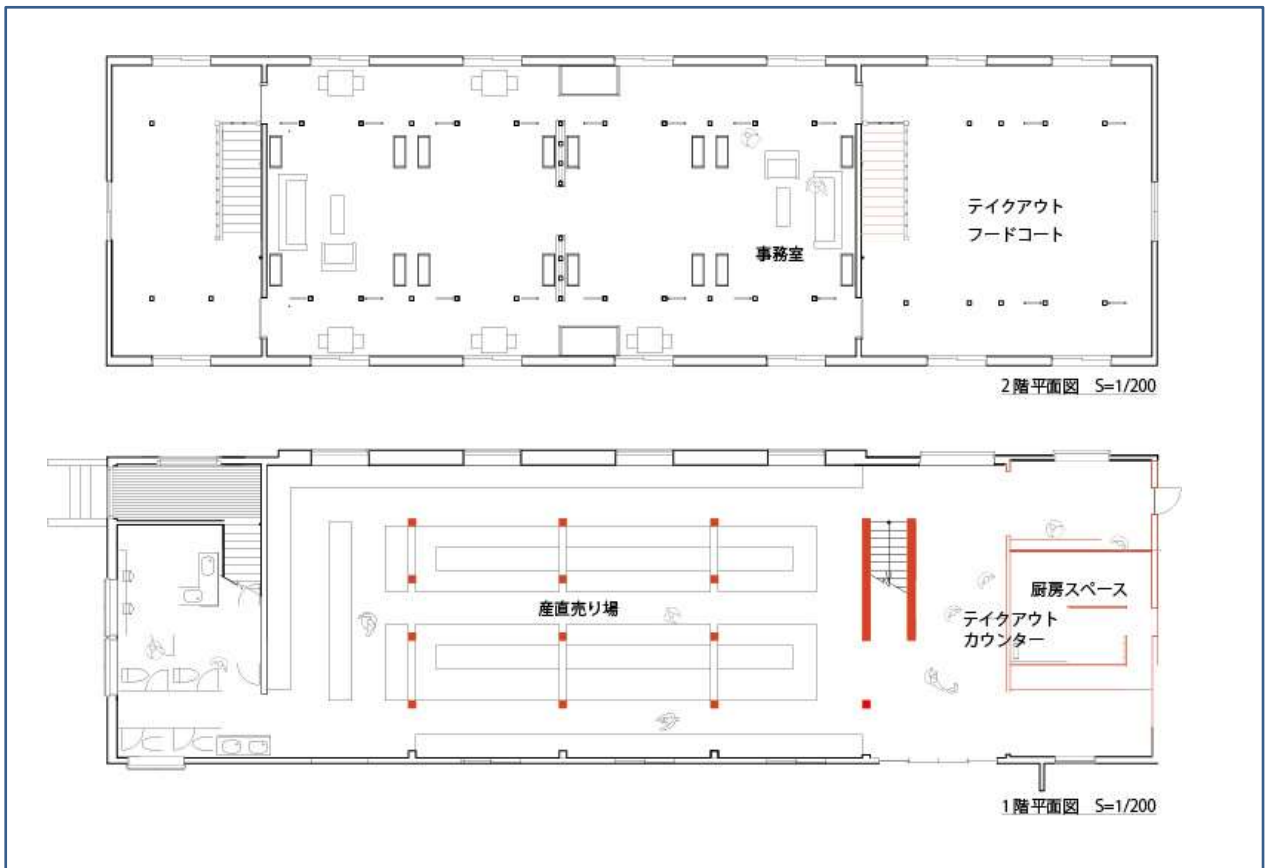 テイクアウト
フードコート
事務室
2階平面図 S=1/200
産直売り場
厨房スペース
テイクアウト
カウンター
1階平面図 S=1/200